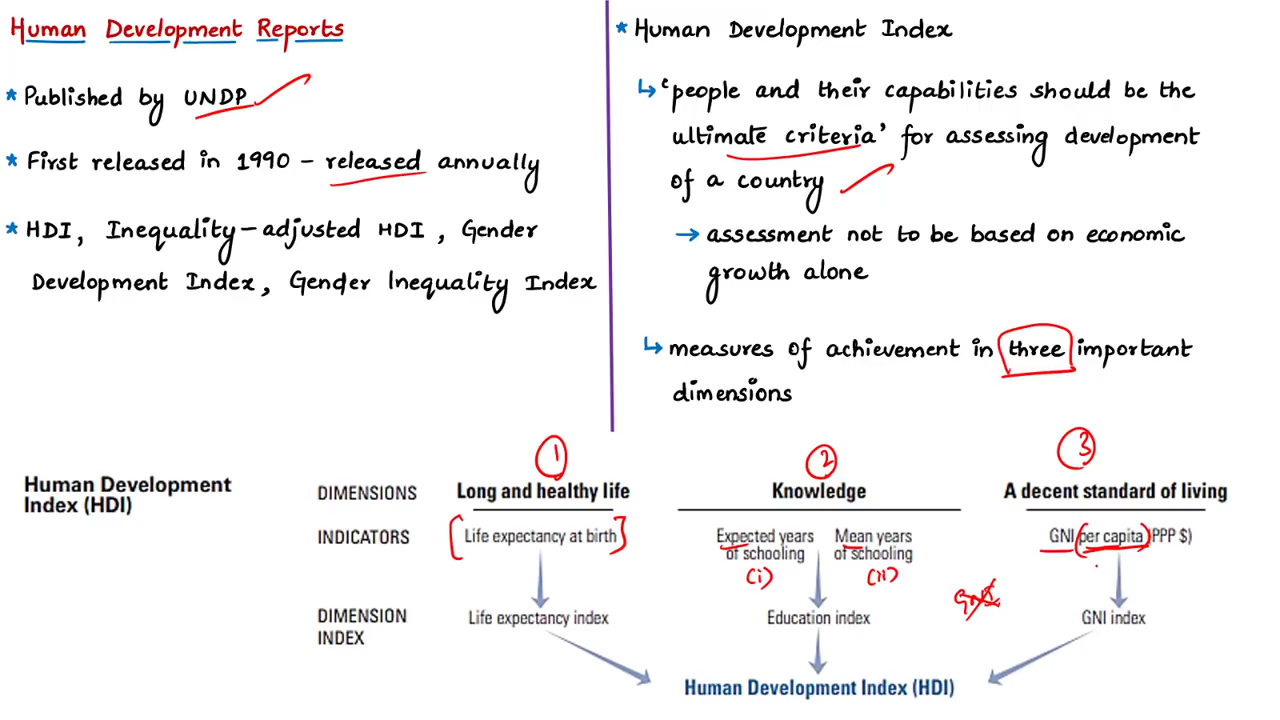 Human Development Reports
* Published by UNDP
* First released in 1990 – released annually
* HDI, Inequality-adjusted HDI, Gender
Development Index, Gender Inequality Index
* Human Development Index
↳ 'people and their capabilities should be the
ultimate criteria' for assessing development
of a country
→ assessment not to be based on economic
growth alone
↳ measures of achievement in three important
dimensions
1 2 3
Human Development
Index (HDI)
DIMENSIONS Long and healthy life Knowledge A decent standard of living
INDICATORS Life expectancy at birth Expected years Mean years GNI (per capita) (PPP $)
of schooling of schooling
(i) (ii)
DIMENSION Life expectancy index Education index GNI index
INDEX
Human Development Index (HDI)